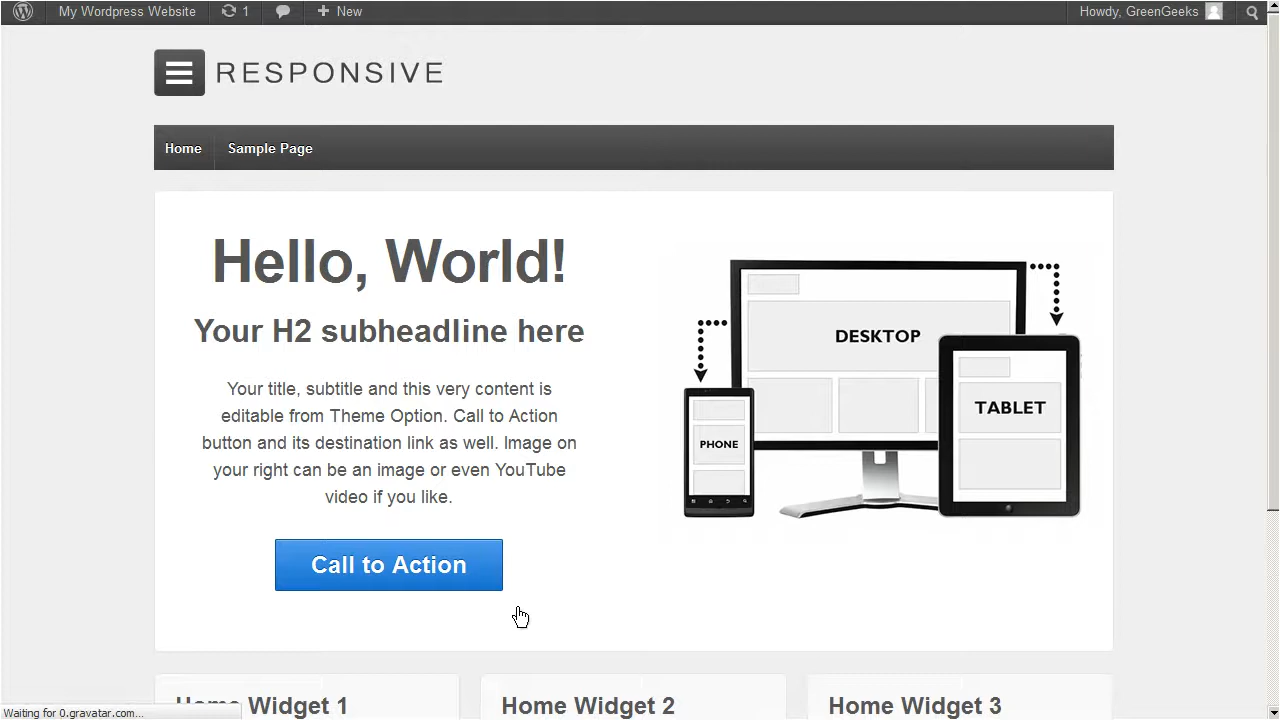 My Wordpress Website 1 New Howdy, GreenGeeks
RESPONSIVE
Home Sample Page
Hello, World!
Your H2 subheadline here
Your title, subtitle and this very content is
editable from Theme Option. Call to Action
button and its destination link as well. Image on
your right can be an image or even YouTube
video if you like.
Call to Action
DESKTOP
TABLET
PHONE
Home Widget 1 Home Widget 2 Home Widget 3
Waiting for 0.gravatar.com...